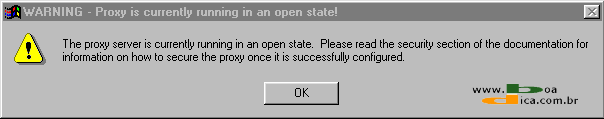 WARNING - Proxy is currently running in an open state!
The proxy server is currently running in an open state.  Please read the security section of the documentation for
information on how to secure the proxy once it is successfully configured.
OK
www.boa
dica.com.br